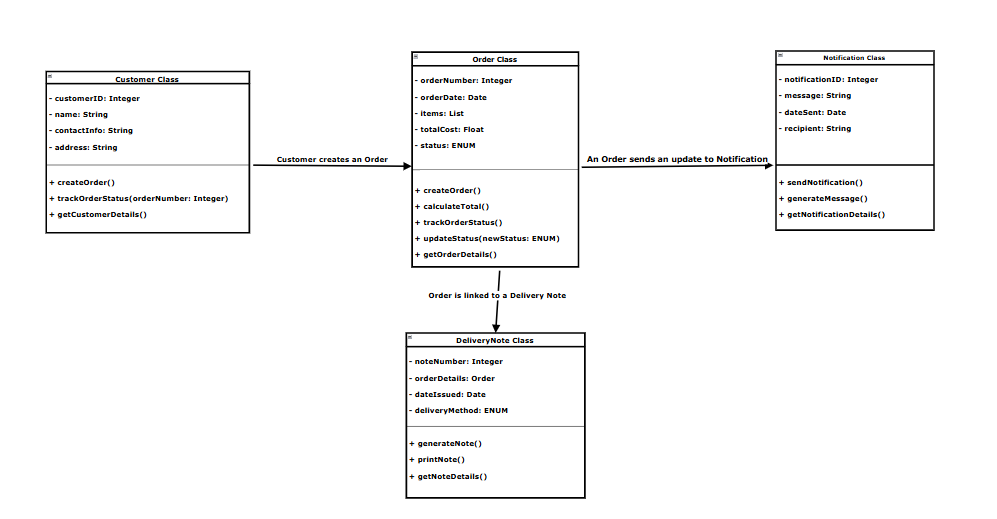 Customer Class
- customerID: Integer
- name: String
- contactInfo: String
- address: String
+ createOrder()
+ trackOrderStatus(orderNumber: Integer)
+ getCustomerDetails()
Customer creates an Order
Order Class
- orderNumber: Integer
- orderDate: Date
- items: List
- totalCost: Float
- status: ENUM
+ createOrder()
+ calculateTotal()
+ trackOrderStatus()
+ updateStatus(newStatus: ENUM)
+ getOrderDetails()
An Order sends an update to Notification
Notification Class
- notificationID: Integer
- message: String
- dateSent: Date
- recipient: String
+ sendNotification()
+ generateMessage()
+ getNotificationDetails()
Order is linked to a Delivery Note
DeliveryNote Class
- noteNumber: Integer
- orderDetails: Order
- dateIssued: Date
- deliveryMethod: ENUM
+ generateNote()
+ printNote()
+ getNoteDetails()